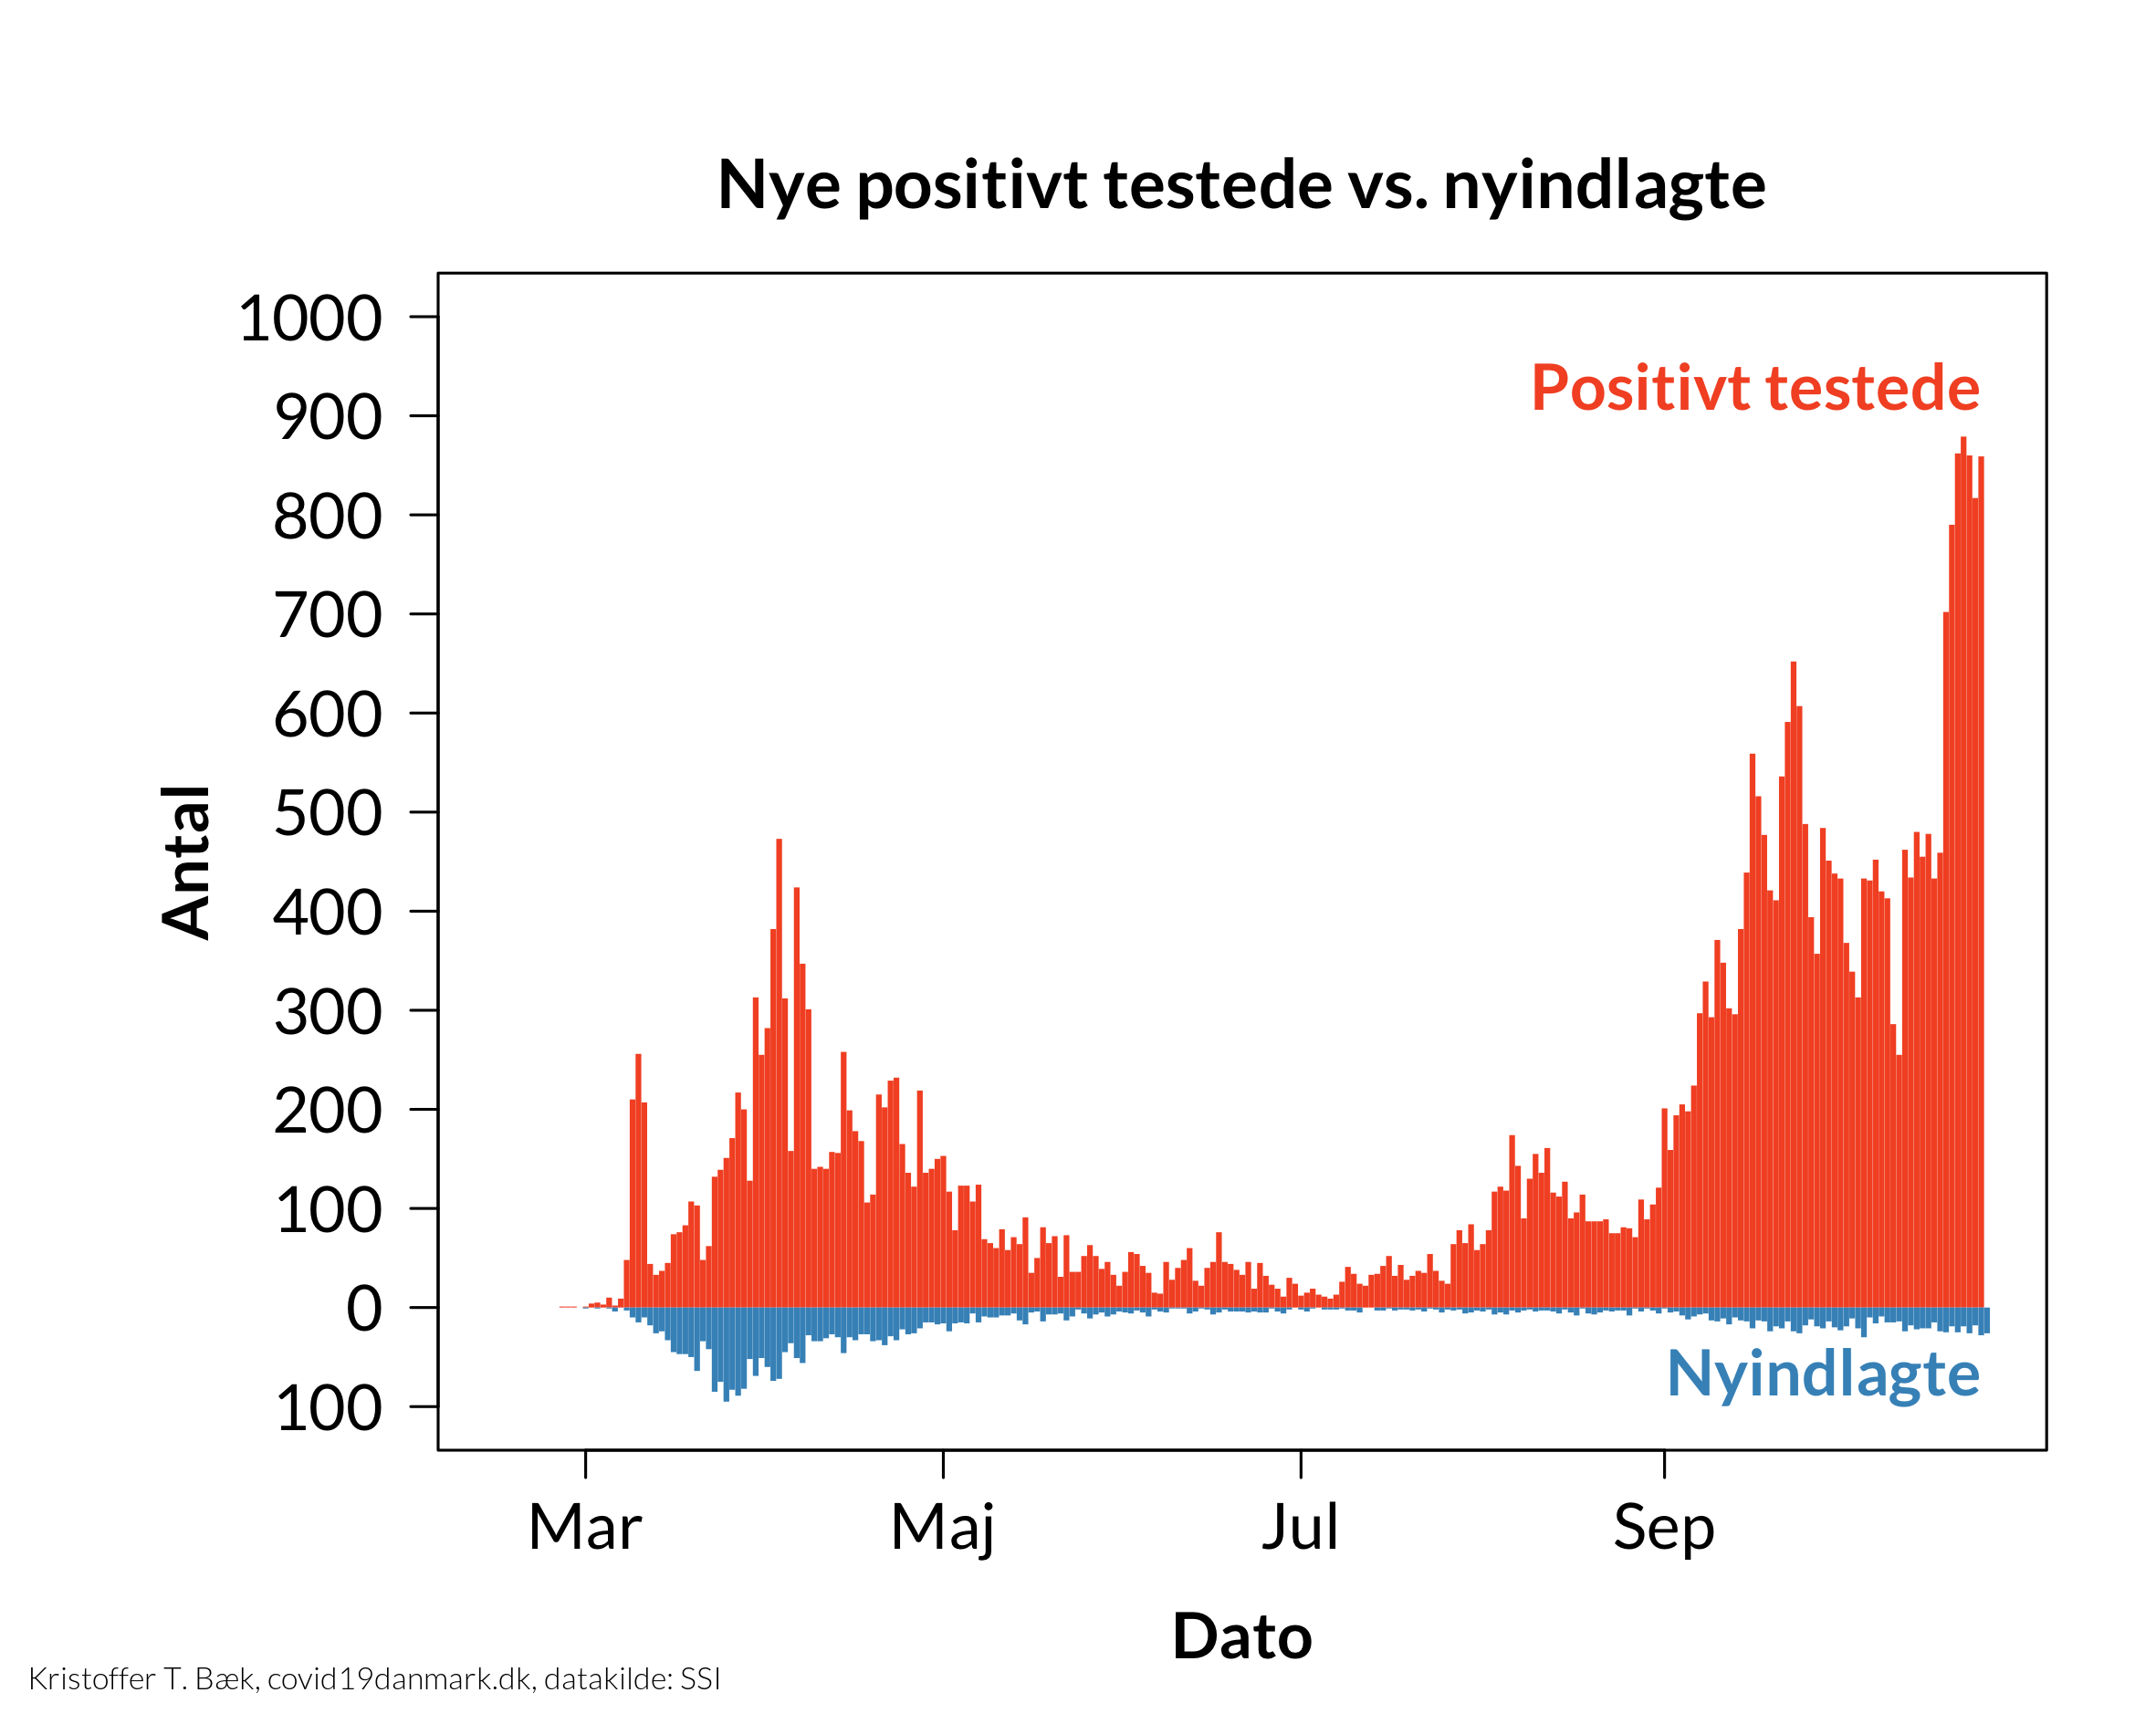 Nye positivt testede vs. nyindlagte
1000
900
800
700
600
500
400
300
200
100
0
100
Antal
Positivt testede
Nyindlagte
Mar Maj Jul Sep
Dato
Kristoffer T. Bæk, covid19danmark.dk, datakilde: SSI